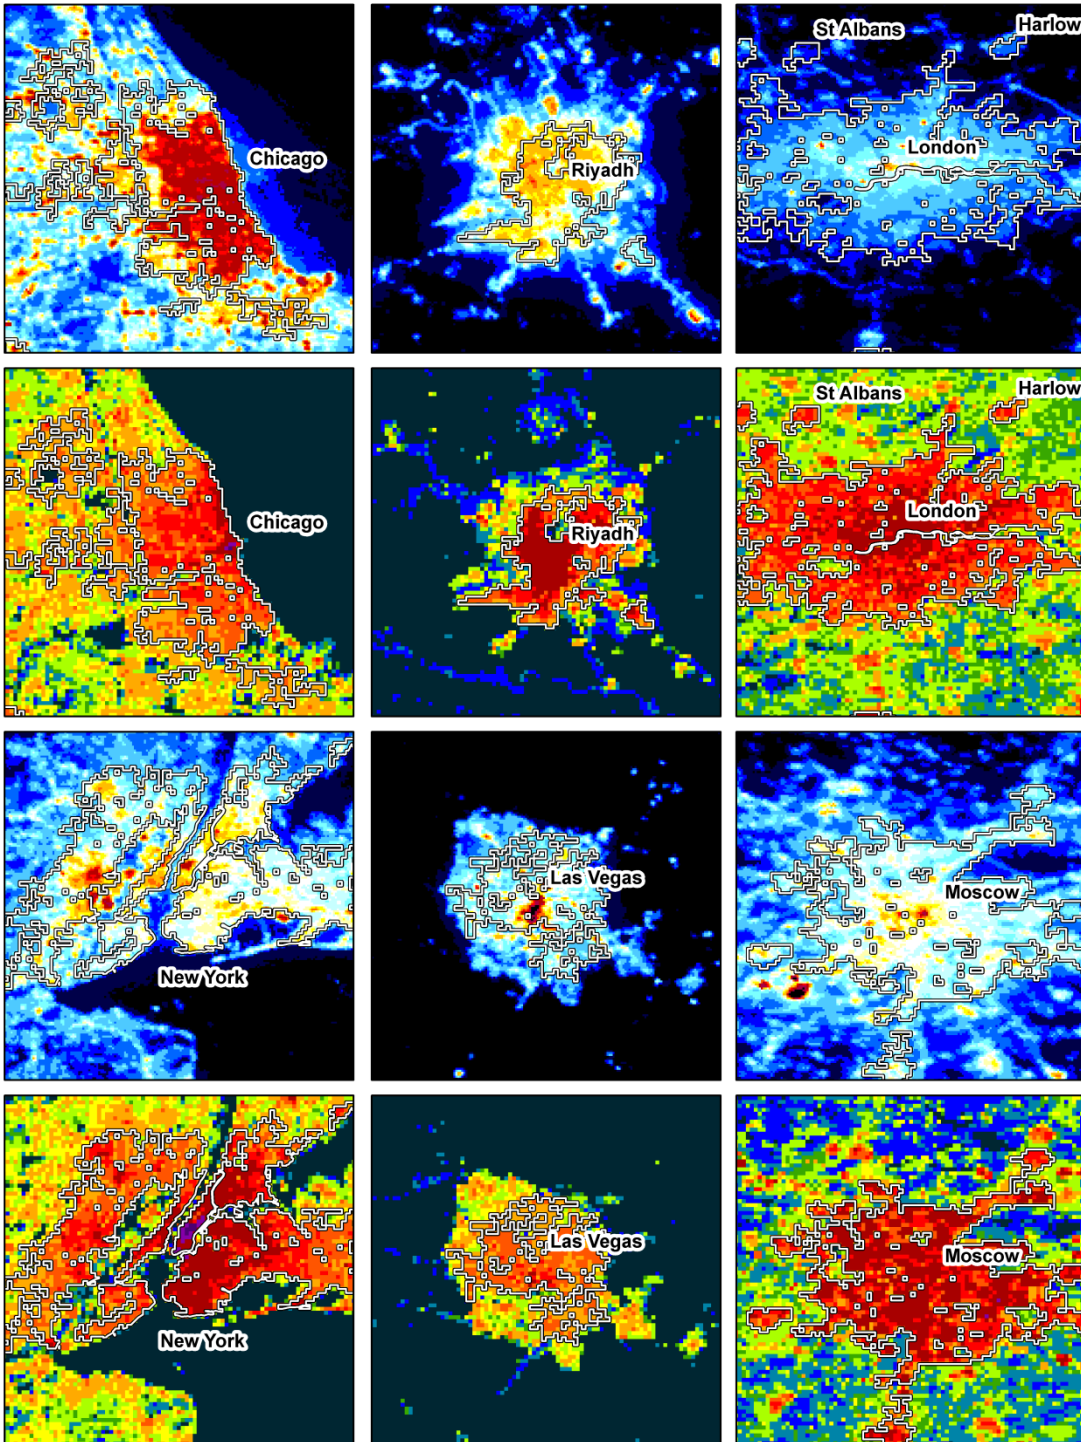 St Albans
Harlow
Chicago
Riyadh
London
St Albans
Harlow
Chicago
Riyadh
London
Las Vegas
Moscow
New York
Las Vegas
Moscow
New York